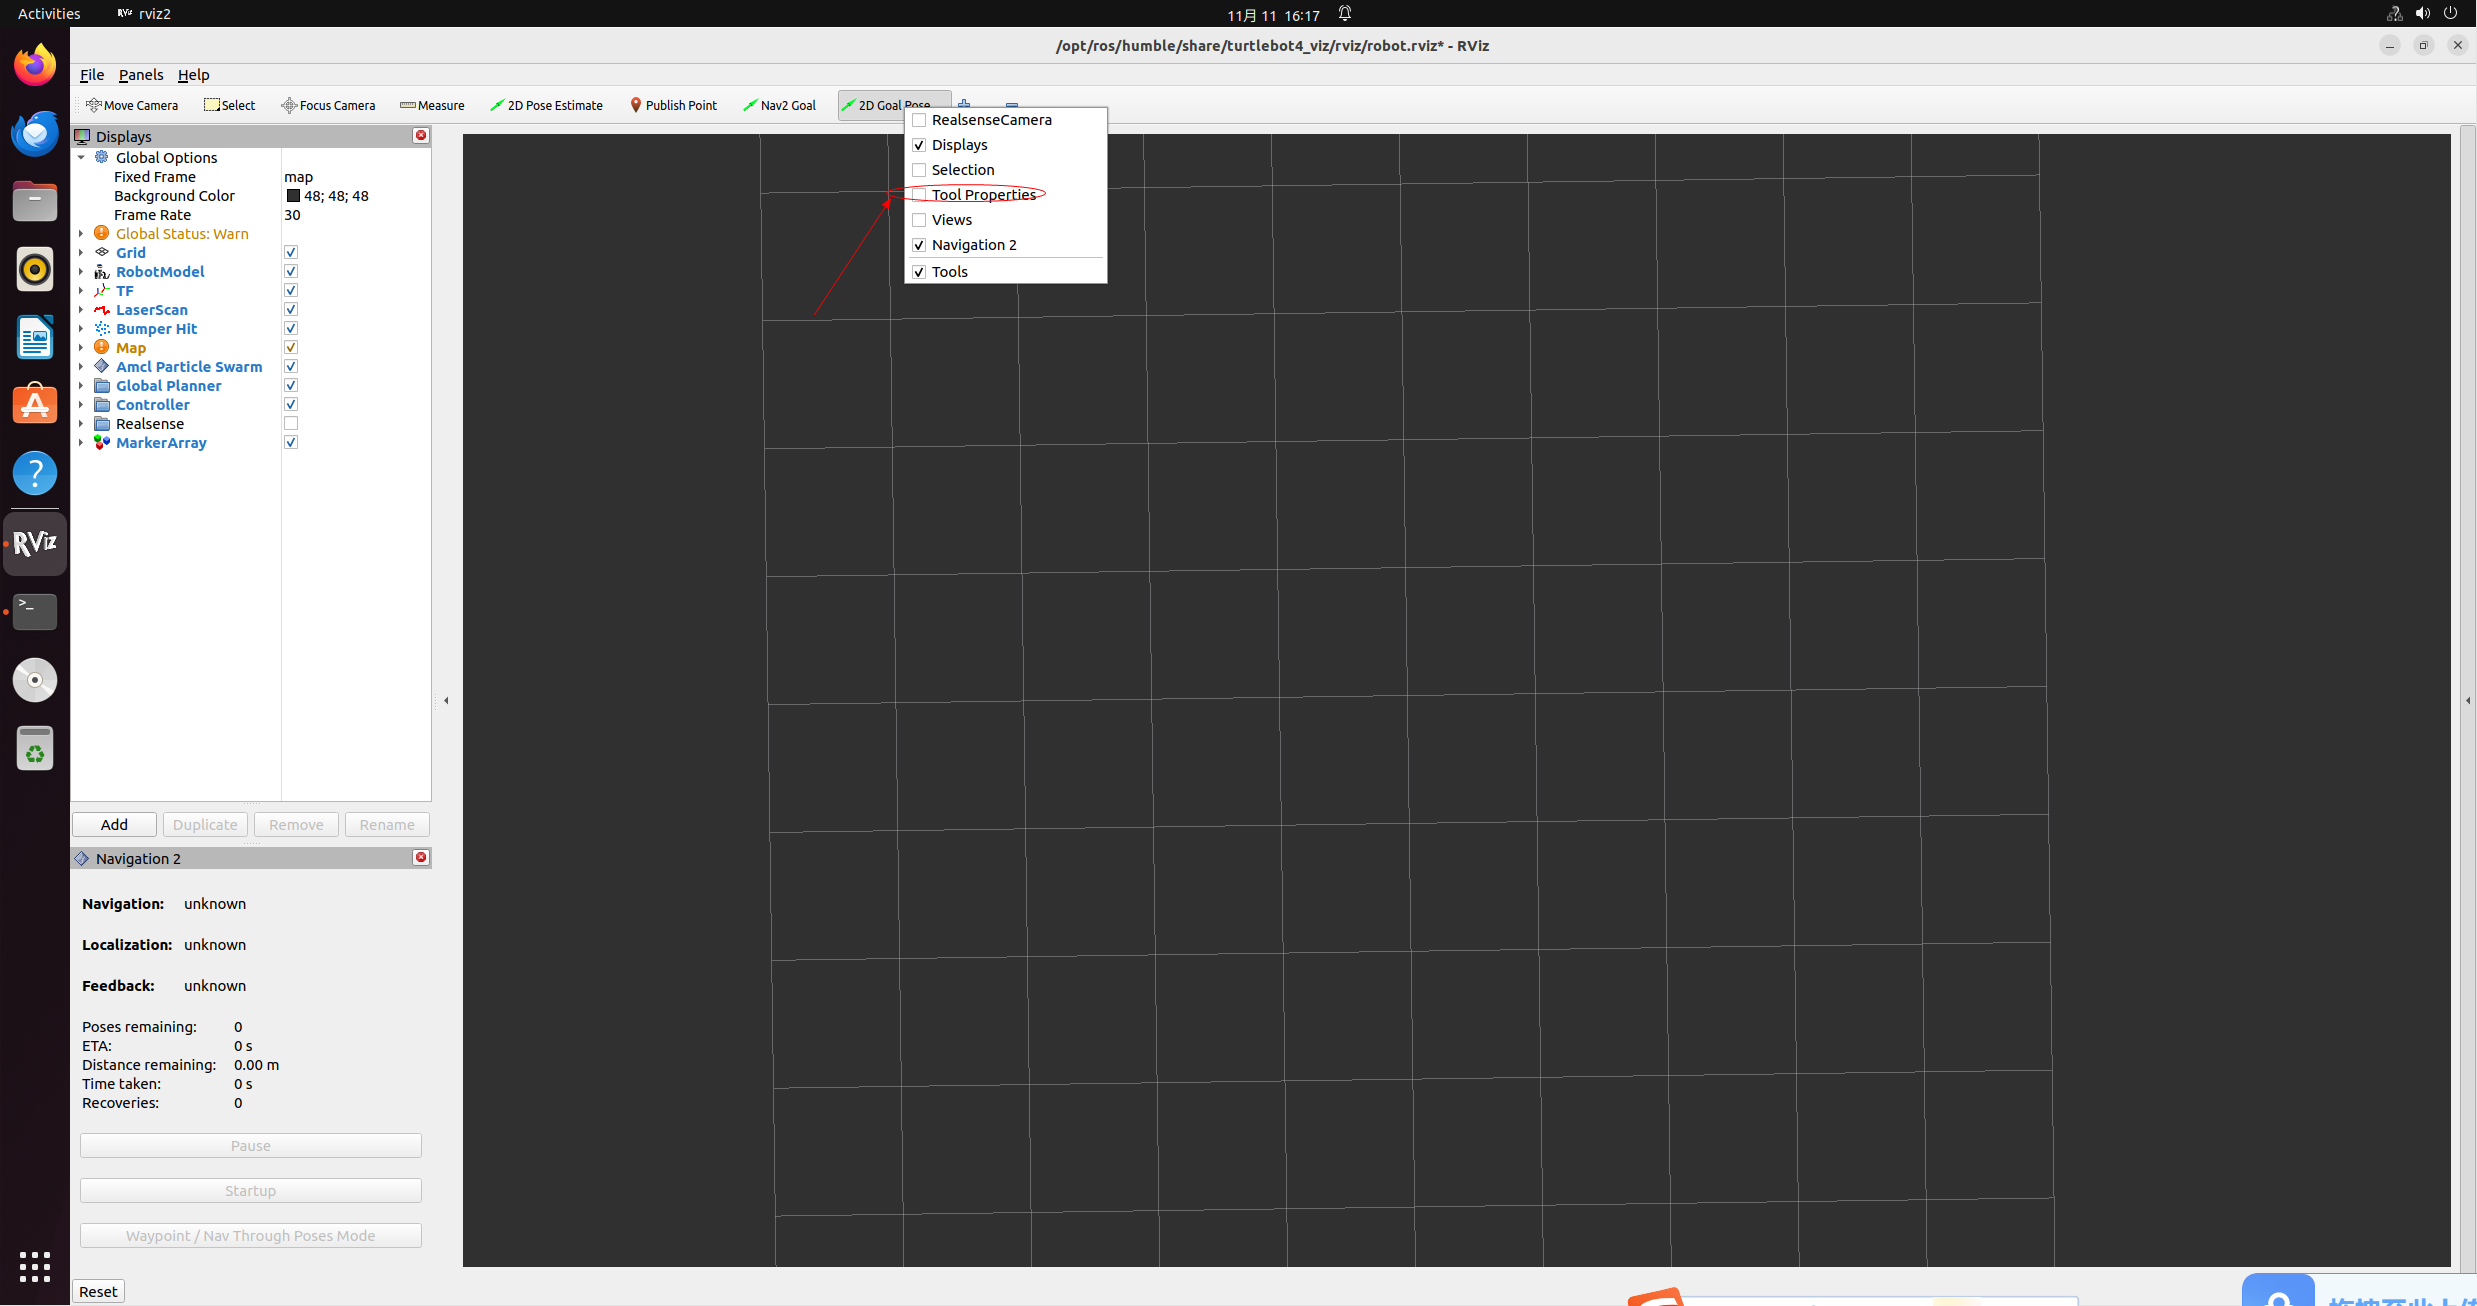 Activities
RViz rviz2
11月 11 16:17
/opt/ros/humble/share/turtlebot4_viz/rviz/robot.rviz* - RViz
File Panels Help
Move Camera Select Focus Camera Measure 2D Pose Estimate Publish Point Nav2 Goal 2D Goal Pose
RealsenseCamera
Displays
Selection
Tool Properties
Views
Navigation 2
Tools
Displays
Global Options
Fixed Frame map
Background Color 48; 48; 48
Frame Rate 30
Global Status: Warn
Grid
RobotModel
TF
LaserScan
Bumper Hit
Map
Amcl Particle Swarm
Global Planner
Controller
Realsense
MarkerArray
RViz
>_
Add Duplicate Remove Rename
Navigation 2
Navigation: unknown
Localization: unknown
Feedback: unknown
Poses remaining: 0
ETA: 0 s
Distance remaining: 0.00 m
Time taken: 0 s
Recoveries: 0
Pause
Startup
Waypoint / Nav Through Poses Mode
Reset